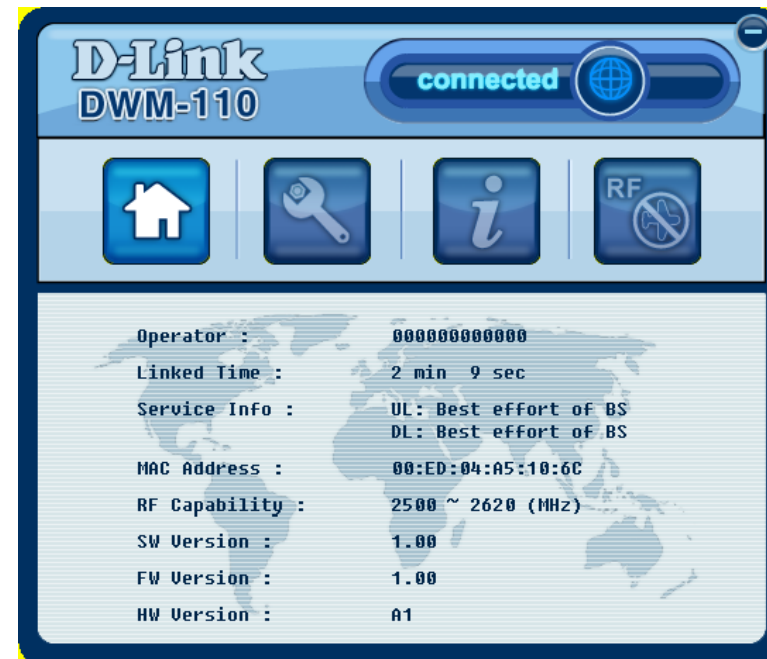 D-Link
DWM-110
connected
RF
Operator : 000000000000
Linked Time : 2 min 9 sec
Service Info : UL: Best effort of BS
DL: Best effort of BS
MAC Address : 00:ED:04:A5:10:6C
RF Capability : 2500 ~ 2620 (MHz)
SW Version : 1.00
FW Version : 1.00
HW Version : A1